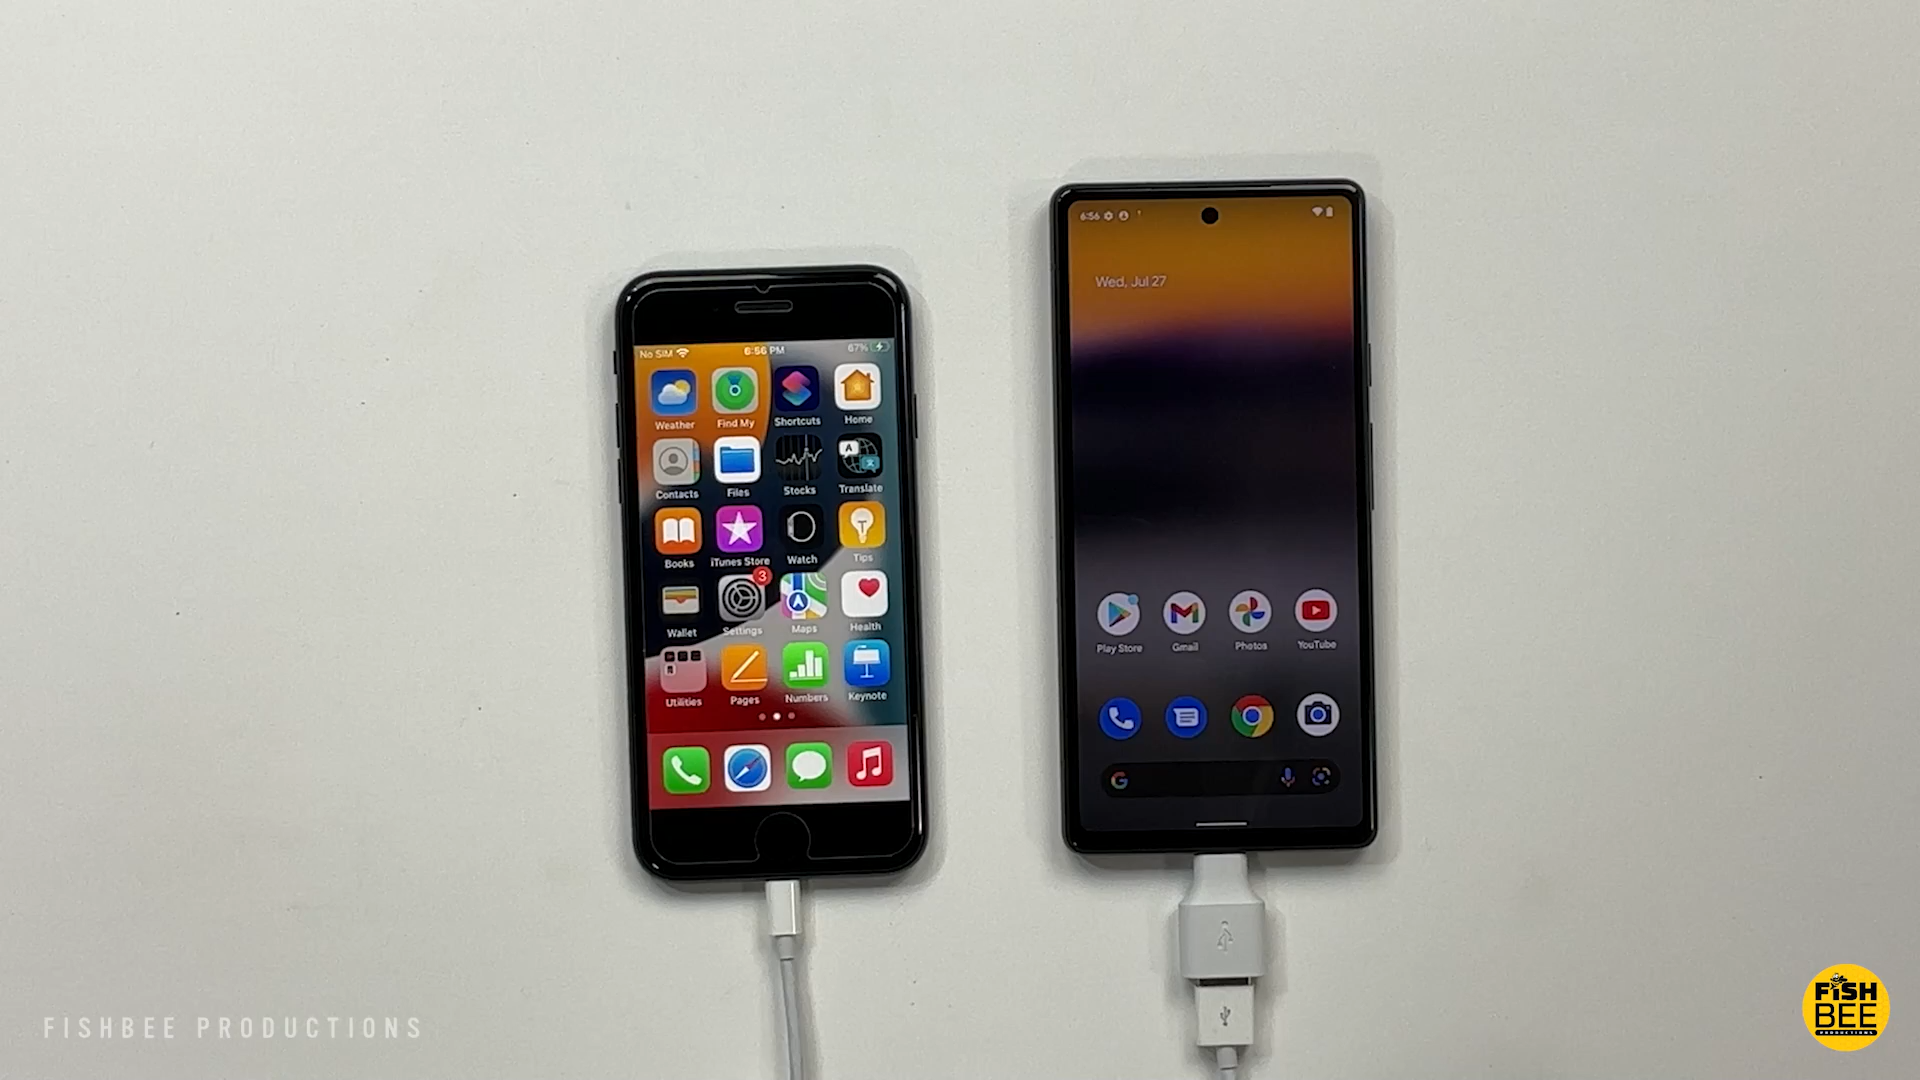 No SIM 6:56 PM 67%
Weather Find My Shortcuts Home
Contacts Files Stocks Translate
Books iTunes Store Watch Tips
3
Wallet Settings Maps Health
Utilities Pages Numbers Keynote
6:56
Wed, Jul 27
Play Store Gmail Photos YouTube
FISHBEE PRODUCTIONS
FISH
BEE
PRODUCTIONS